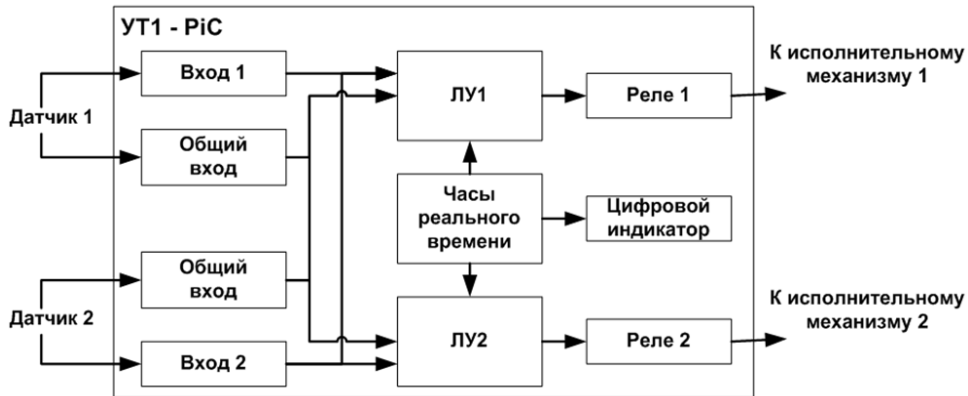 УТ1 - PiC
К исполнительному
механизму 1
Вход 1
ЛУ1
Реле 1
Датчик 1
Общий
вход
Часы
реального
времени
Цифровой
индикатор
Общий
вход
К исполнительному
механизму 2
Датчик 2
ЛУ2
Реле 2
Вход 2